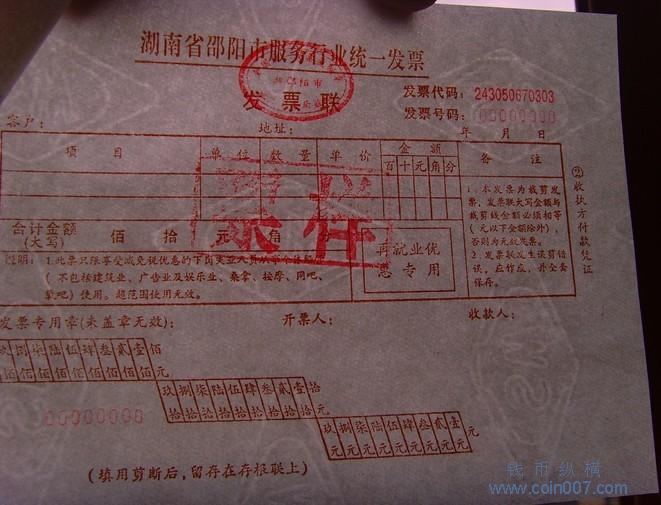 湖南省邵阳市服务行业统一发票
发票联
发票代码：243050670303
发票号码：00000000
客户：
地址：
年 月 日
项目 单位 数量 单价 金额 备注
百 十 元 角 分
1. 本发票为裁剪发
票，发票联大写金额与
裁剪线金额必须相等
（元以下金额除外），
否则为无效发票。
2. 发票联发生误剪错
误，应作废，并全套
保存。
②收执方付款凭证
样
票 样
合计金额
(大写) 佰 拾 元 角
再就业优
惠专用
说明：1.此票只限享受减免税优惠的下岗失业人员从事个体经营
（不包括建筑业、广告业及娱乐业、桑拿、按摩、网吧、
氧吧）使用。超范围使用无效。
发票专用章(未盖章无效)： 开票人： 收款人：
玖 捌 柒 陆 伍 肆 叁 贰 壹 佰
佰 佰 佰 佰 佰 佰 佰 佰 佰 元
玖 捌 柒 陆 伍 肆 叁 贰 壹 拾
拾 拾 拾 拾 拾 拾 拾 拾 拾 元
玖 捌 柒 陆 伍 肆 叁 贰 壹 元
元 元 元 元 元 元 元 元 元
00000000
(填用剪断后，留存在存根联上)
钱币纵横
www.coin007.com